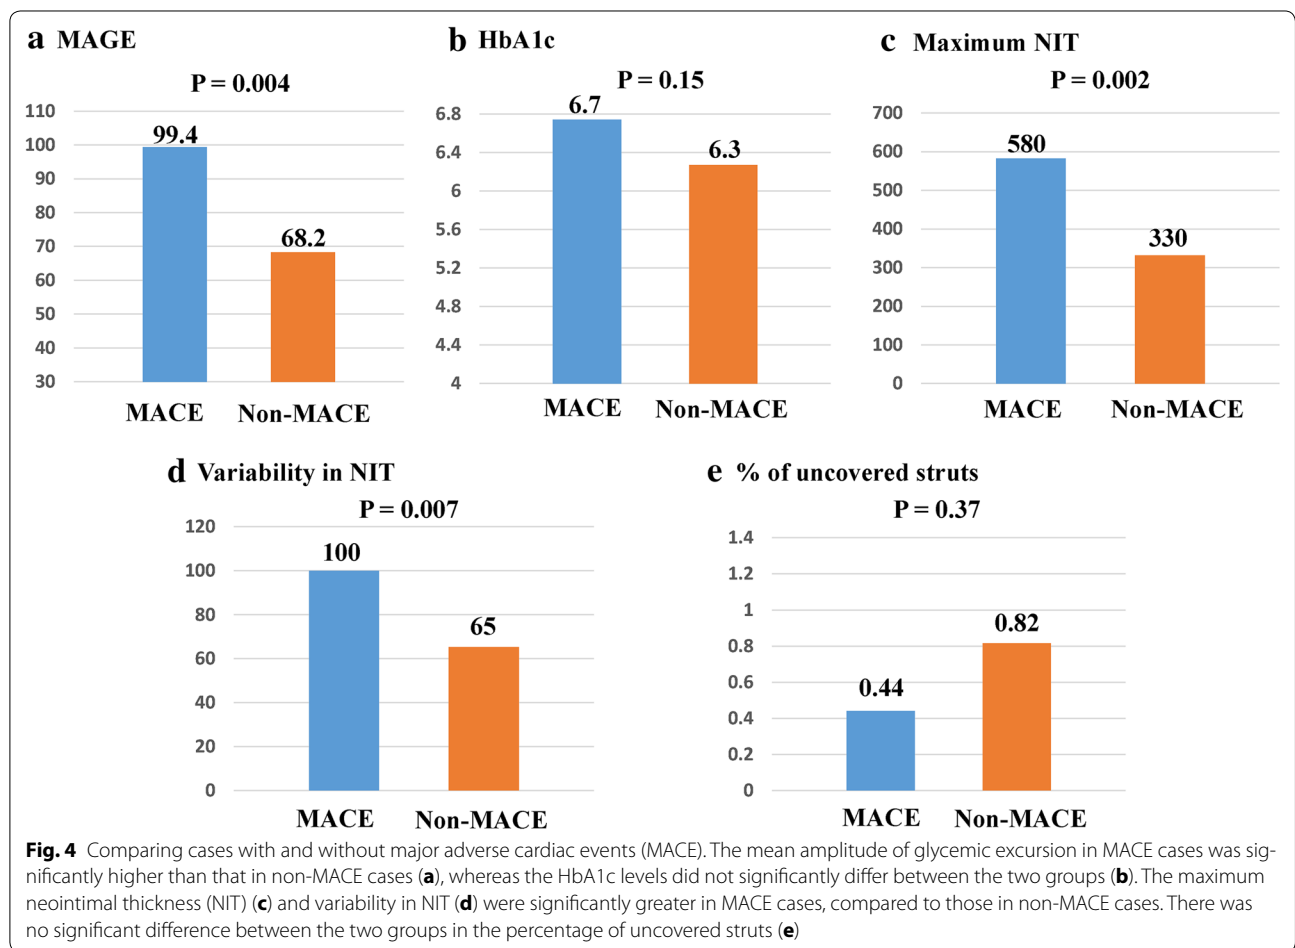 a MAGE
P = 0.004
110
100
90
80
70
60
50
40
30
99.4
68.2
MACE Non-MACE
b HbA1c
P = 0.15
6.8
6.4
6
5.6
5.2
4.8
4.4
4
6.7
6.3
MACE Non-MACE
c Maximum NIT
P = 0.002
700
600
500
400
300
200
100
0
580
330
MACE Non-MACE
d Variability in NIT
P = 0.007
120
100
80
60
40
20
0
100
65
MACE Non-MACE
e % of uncovered struts
P = 0.37
1.4
1.2
1
0.8
0.6
0.4
0.2
0
0.44
0.82
MACE Non-MACE
Fig. 4 Comparing cases with and without major adverse cardiac events (MACE). The mean amplitude of glycemic excursion in MACE cases was sig-
nificantly higher than that in non-MACE cases (a), whereas the HbA1c levels did not significantly differ between the two groups (b). The maximum
neointimal thickness (NIT) (c) and variability in NIT (d) were significantly greater in MACE cases, compared to those in non-MACE cases. There was
no significant difference between the two groups in the percentage of uncovered struts (e)